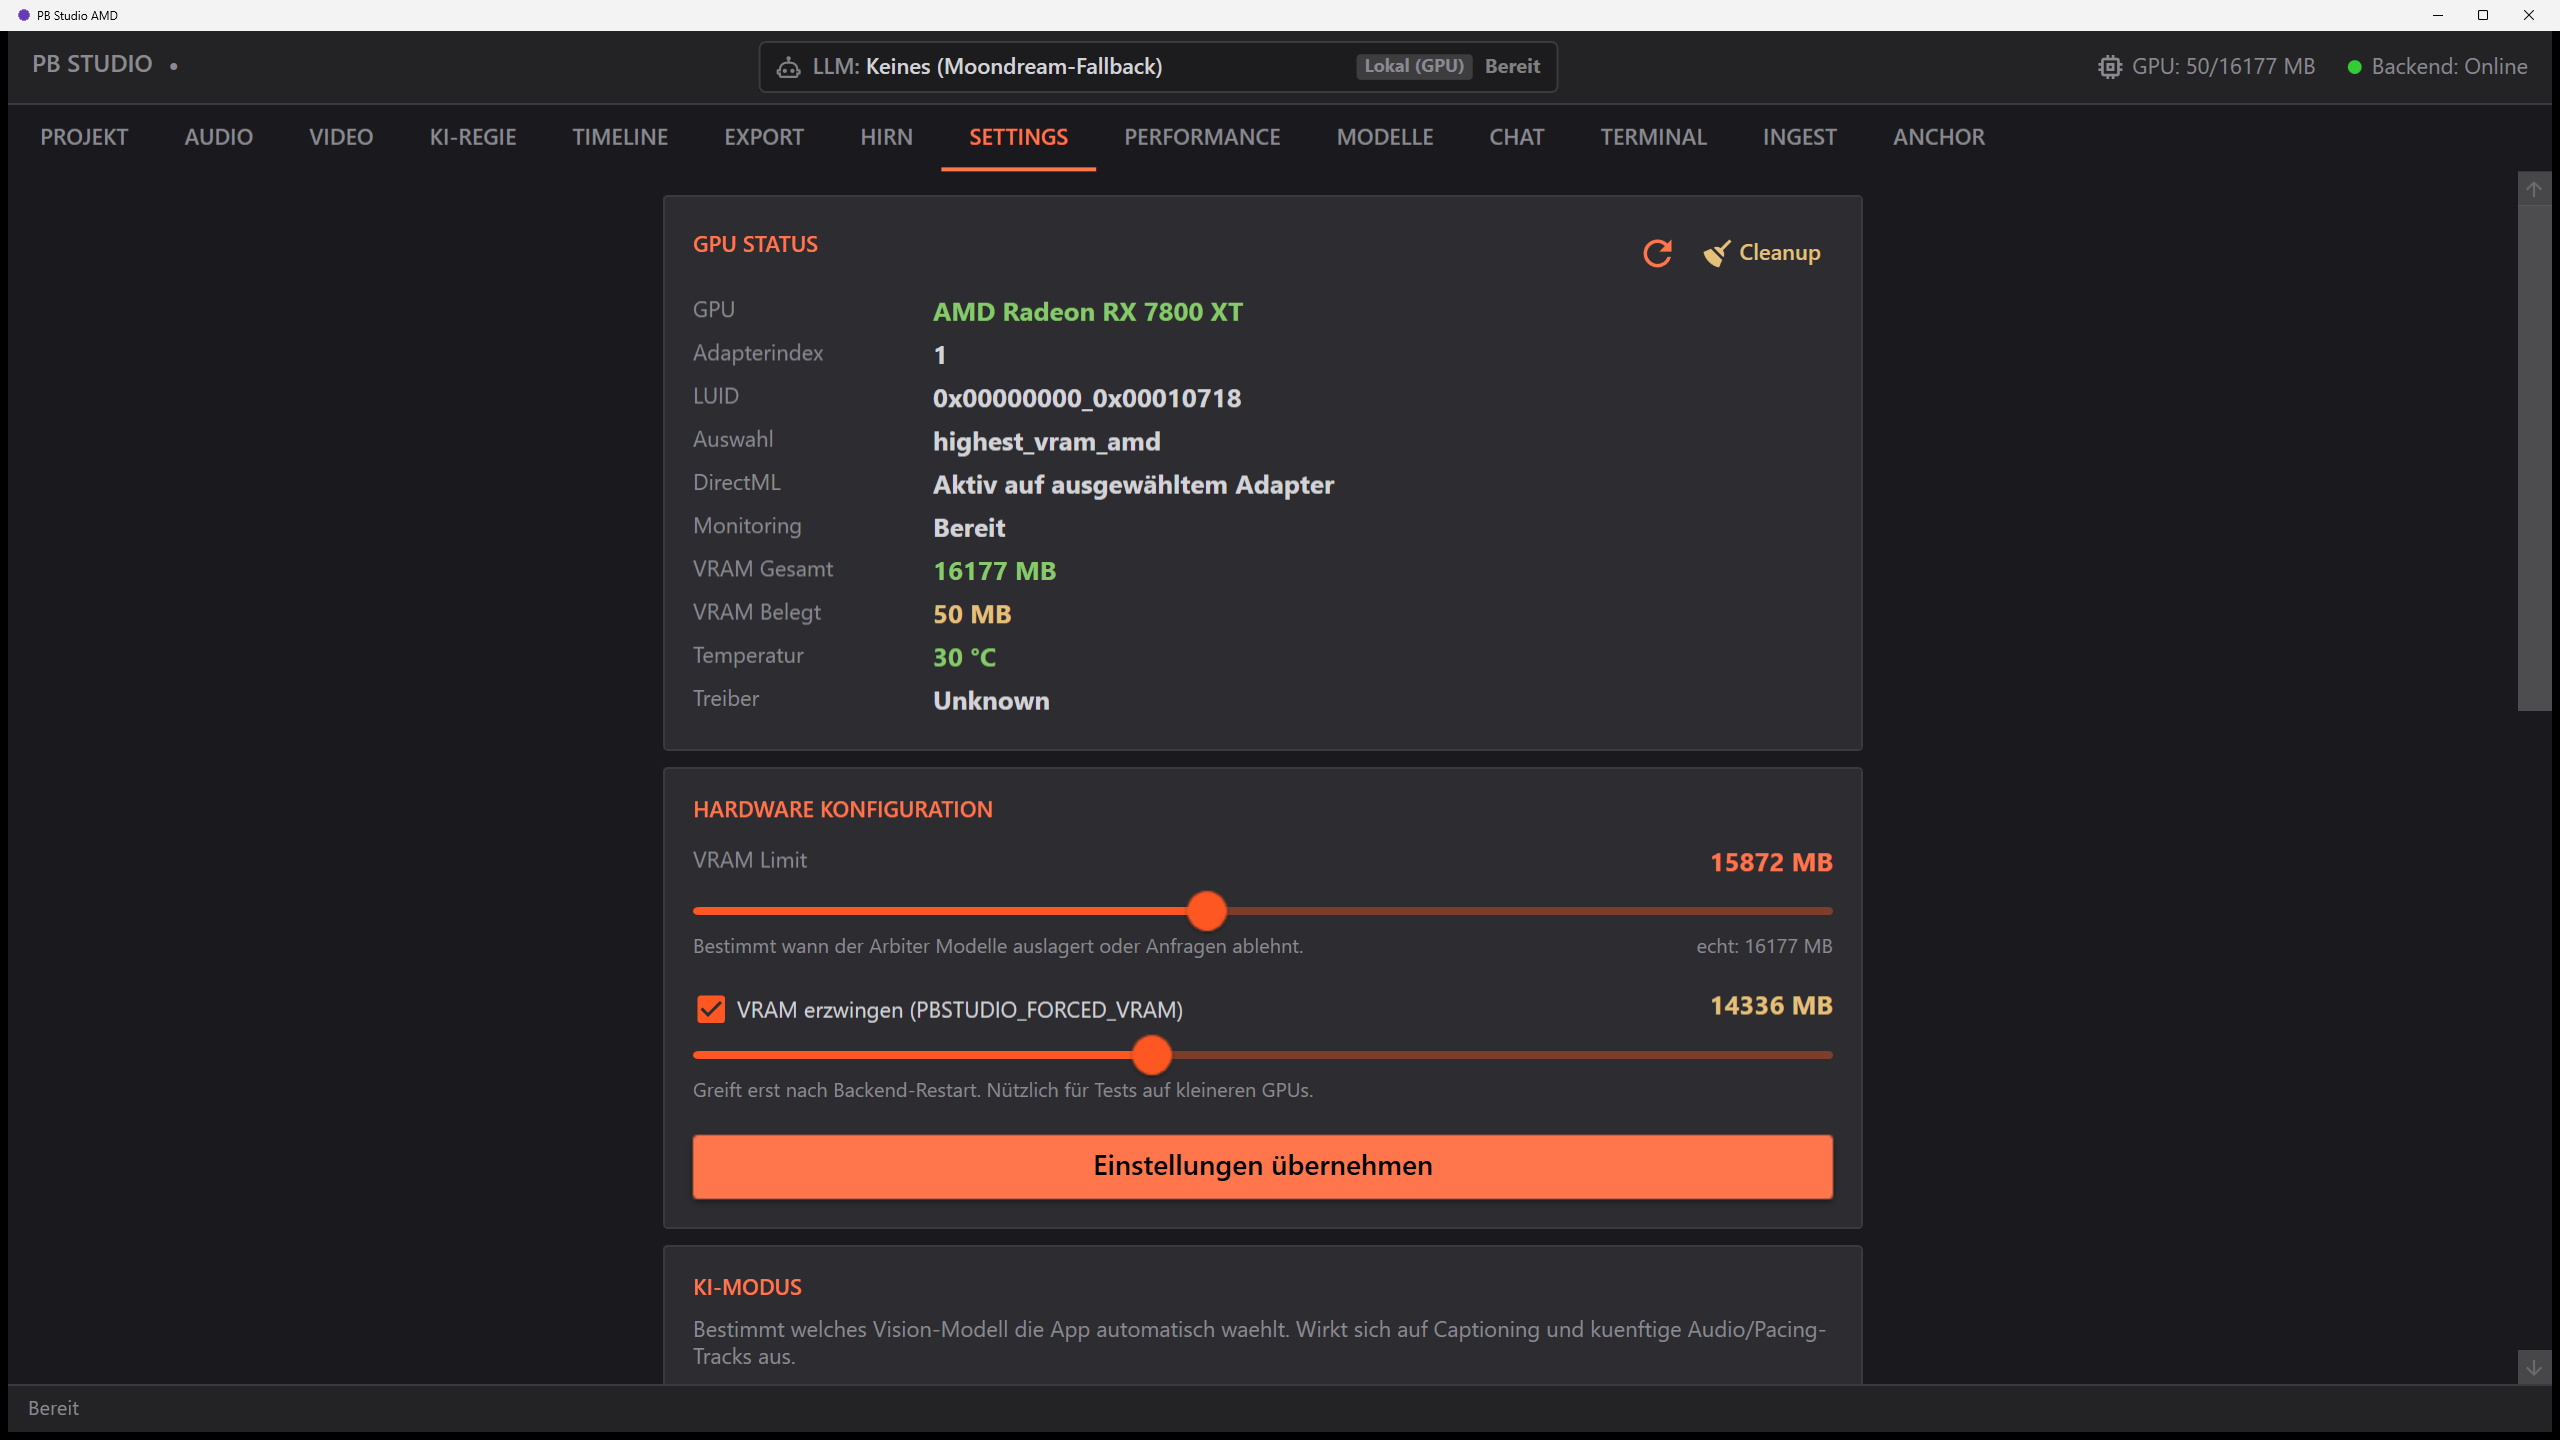 PB Studio AMD
PB STUDIO •
LLM: Keines (Moondream-Fallback) Lokal (GPU) Bereit
GPU: 50/16177 MB Backend: Online
PROJEKT AUDIO VIDEO KI-REGIE TIMELINE EXPORT HIRN SETTINGS PERFORMANCE MODELLE CHAT TERMINAL INGEST ANCHOR
GPU STATUS Cleanup
GPU AMD Radeon RX 7800 XT
Adapterindex 1
LUID 0x00000000_0x00010718
Auswahl highest_vram_amd
DirectML Aktiv auf ausgewähltem Adapter
Monitoring Bereit
VRAM Gesamt 16177 MB
VRAM Belegt 50 MB
Temperatur 30 °C
Treiber Unknown
HARDWARE KONFIGURATION
VRAM Limit 15872 MB
Bestimmt wann der Arbiter Modelle auslagert oder Anfragen ablehnt. echt: 16177 MB
VRAM erzwingen (PBSTUDIO_FORCED_VRAM) 14336 MB
Greift erst nach Backend-Restart. Nützlich für Tests auf kleineren GPUs.
Einstellungen übernehmen
KI-MODUS
Bestimmt welches Vision-Modell die App automatisch waehlt. Wirkt sich auf Captioning und kuenftige Audio/Pacing-
Tracks aus.
Bereit